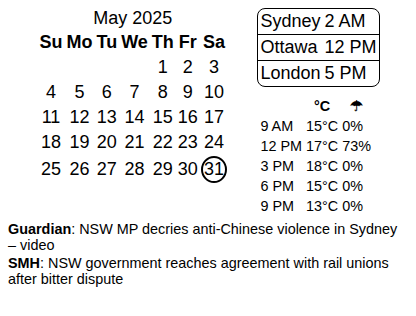 May 2025
Su Mo Tu We Th Fr Sa
1 2 3
4 5 6 7 8 9 10
11 12 13 14 15 16 17
18 19 20 21 22 23 24
25 26 27 28 29 30 31
Sydney 2 AM
Ottawa 12 PM
London 5 PM
°C ☂
9 AM 15°C 0%
12 PM 17°C 73%
3 PM 18°C 0%
6 PM 15°C 0%
9 PM 13°C 0%
Guardian: NSW MP decries anti-Chinese violence in Sydney
– video
SMH: NSW government reaches agreement with rail unions
after bitter dispute